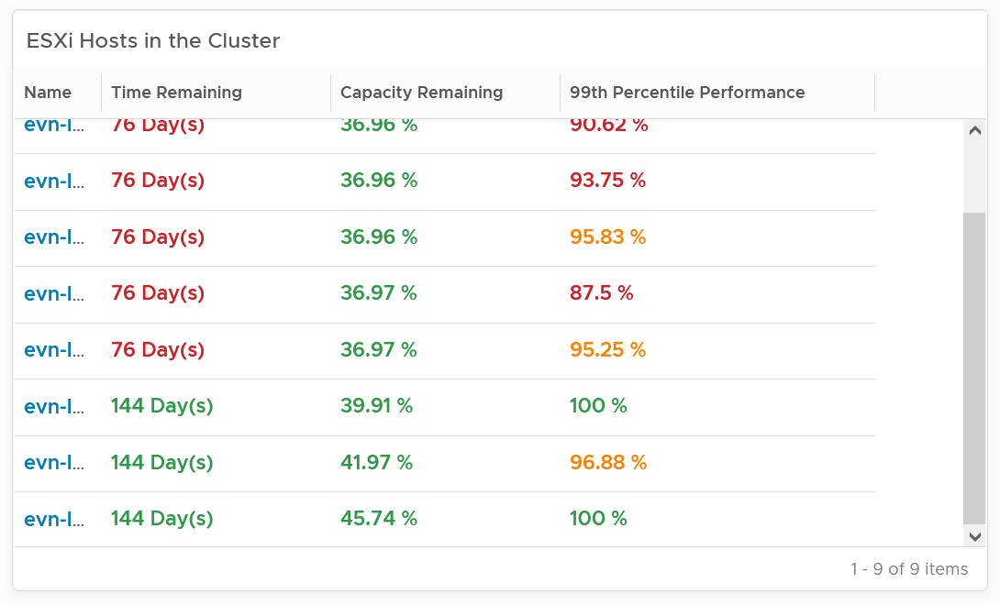 ESXi Hosts in the Cluster
Name Time Remaining Capacity Remaining 99th Percentile Performance
evn-l... 76 Day(s) 36.96 % 90.62 %
evn-l... 76 Day(s) 36.96 % 93.75 %
evn-l... 76 Day(s) 36.96 % 95.83 %
evn-l... 76 Day(s) 36.97 % 87.5 %
evn-l... 76 Day(s) 36.97 % 95.25 %
evn-l... 144 Day(s) 39.91 % 100 %
evn-l... 144 Day(s) 41.97 % 96.88 %
evn-l... 144 Day(s) 45.74 % 100 %
1 - 9 of 9 items